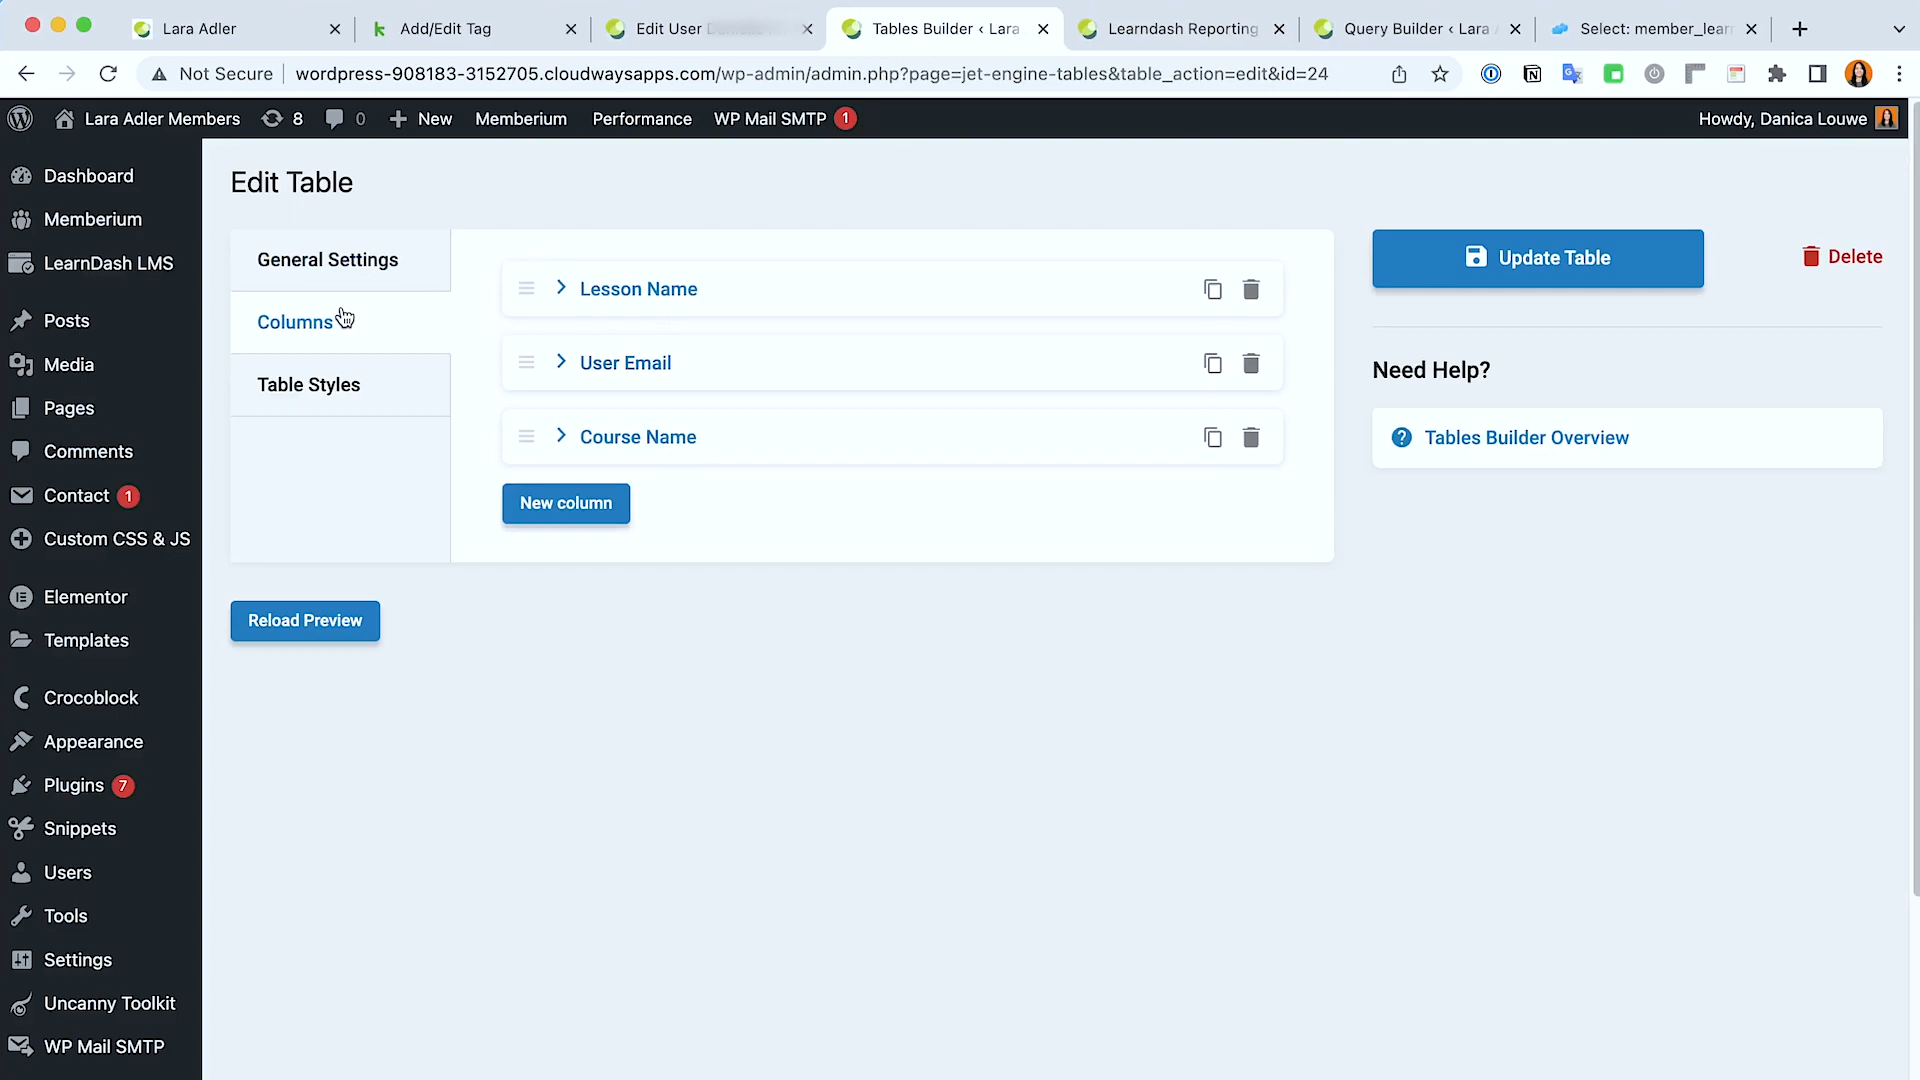 Lara Adler
Add/Edit Tag
Edit User
Tables Builder ‹ Lara
Learndash Reporting
Query Builder ‹ Lara
Select: member_lear
Not Secure
wordpress-908183-3152705.cloudwaysapps.com/wp-admin/admin.php?page=jet-engine-tables&table_action=edit&id=24
Lara Adler Members
8
0
New
Memberium
Performance
WP Mail SMTP 1
Howdy, Danica Louwe
Dashboard
Memberium
LearnDash LMS
Posts
Media
Pages
Comments
Contact 1
Custom CSS & JS
Elementor
Templates
Crocoblock
Appearance
Plugins 7
Snippets
Users
Tools
Settings
Uncanny Toolkit
WP Mail SMTP
Edit Table
General Settings
Columns
Table Styles
Lesson Name
User Email
Course Name
New column
Reload Preview
Update Table
Delete
Need Help?
Tables Builder Overview